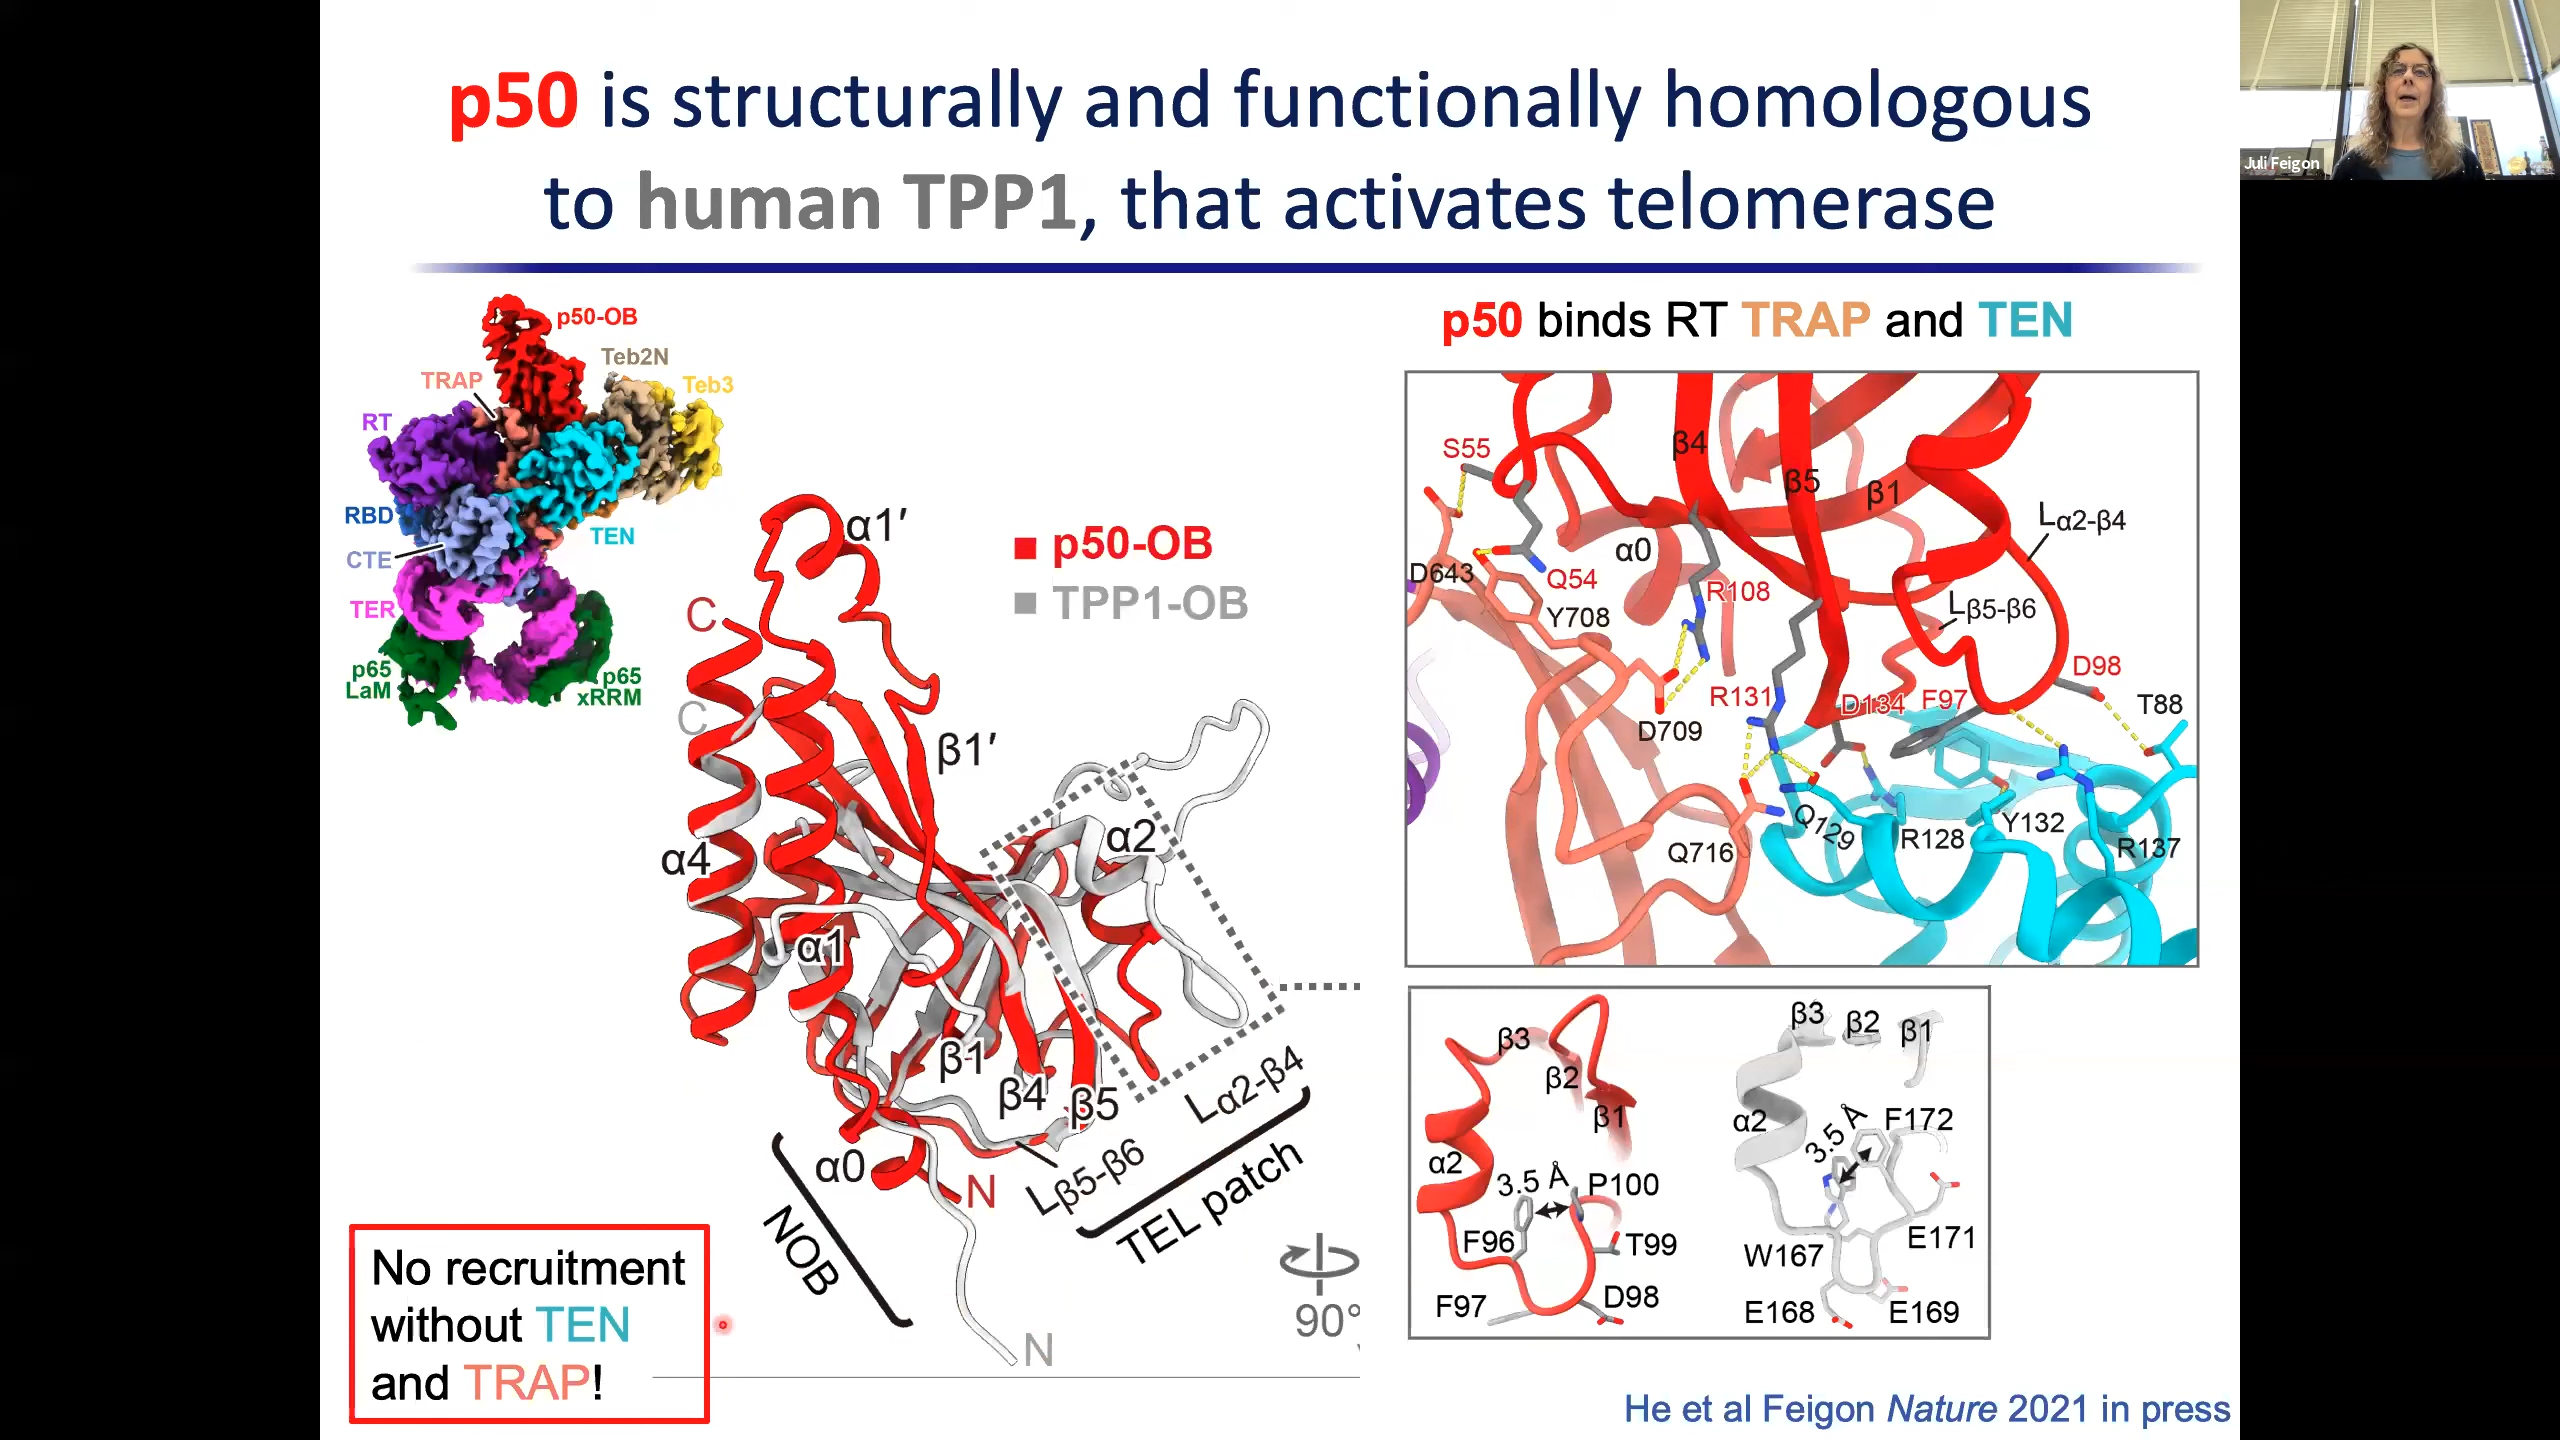 p50 is structurally and functionally homologous
to human TPP1, that activates telomerase
Juli Feigon
p50-OB
Teb2N
TRAP
Teb3
RT
RBD
TEN
CTE
TER
p65
LaM
p65
xRRM
α1′
p50-OB
TPP1-OB
C
C
β1′
α4
α2
α1
β1
β4
β5
Lα2-β4
α0
Lβ5-β6
N
NOB
TEL patch
90°
N
No recruitment
without TEN
and TRAP!
p50 binds RT TRAP and TEN
S55
β4
β5
β1
Lα2-β4
α0
D643
Q54
R108
Y708
Lβ5-β6
D98
R131
D134
F97
T88
D709
Q129
Y132
Q716
R128
R137
β3
β2
β1
α2
3.5 Å
P100
F96
T99
F97
D98
β3
β2
β1
α2
3.5 Å
F172
W167
E171
E168
E169
He et al Feigon Nature 2021 in press